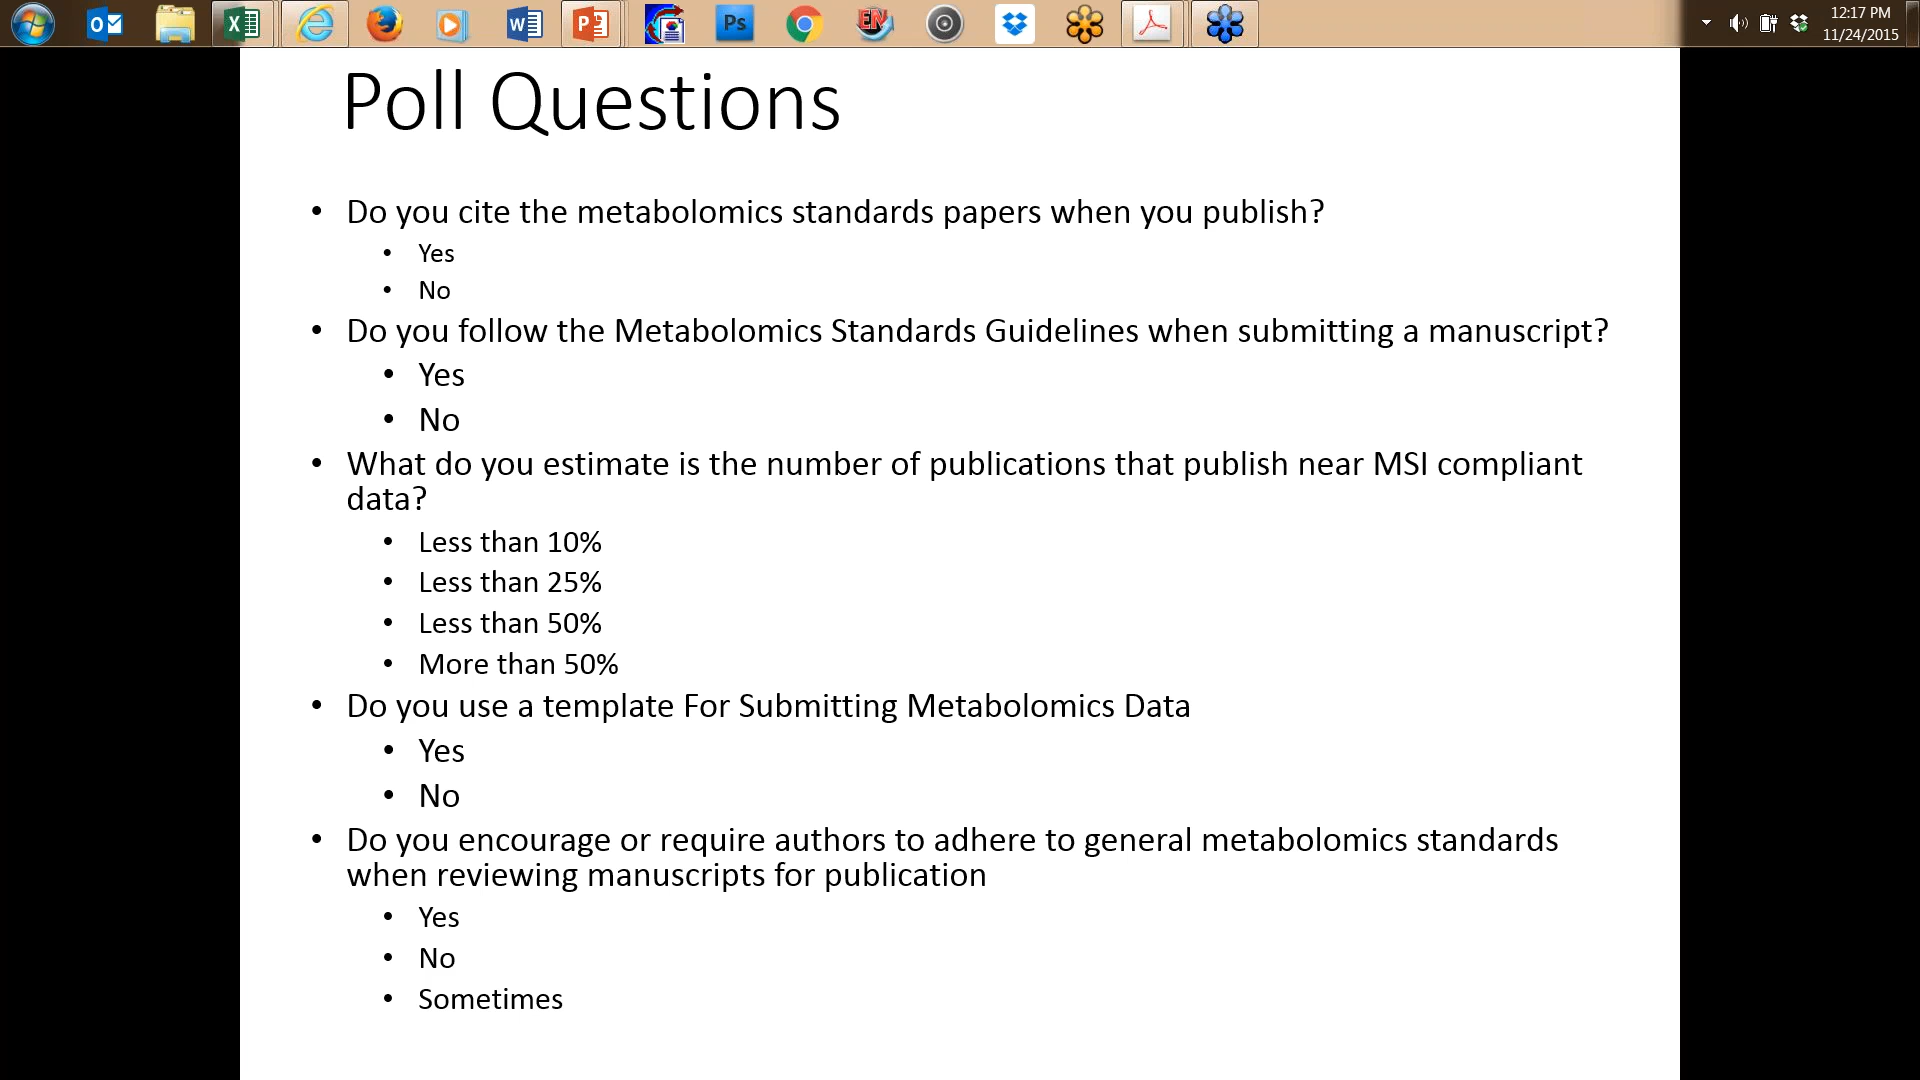 12:17 PM
11/24/2015
Poll Questions
• Do you cite the metabolomics standards papers when you publish?
• Yes
• No
• Do you follow the Metabolomics Standards Guidelines when submitting a manuscript?
• Yes
• No
• What do you estimate is the number of publications that publish near MSI compliant
data?
• Less than 10%
• Less than 25%
• Less than 50%
• More than 50%
• Do you use a template For Submitting Metabolomics Data
• Yes
• No
• Do you encourage or require authors to adhere to general metabolomics standards
when reviewing manuscripts for publication
• Yes
• No
• Sometimes